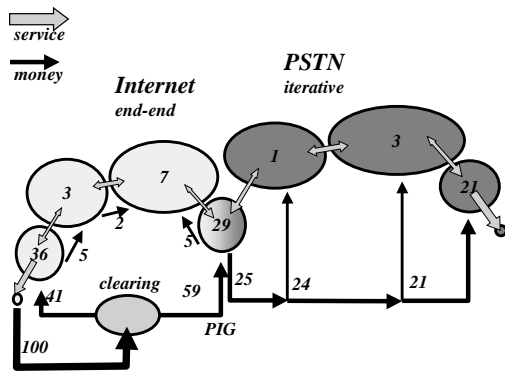 service
money
Internet
end-end
PSTN
iterative
3
7
1
3
36
29
21
5
2
5
41
clearing
59
25
24
21
PIG
100